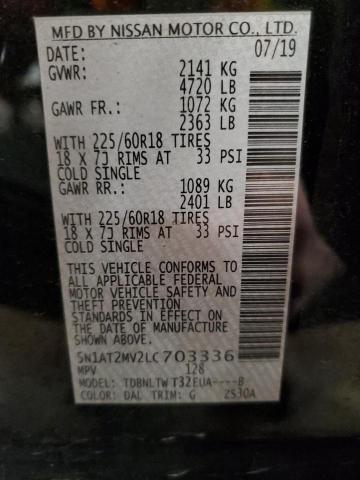 MFD BY NISSAN MOTOR CO., LTD.
DATE: 07/19
GVWR: 2141 KG
4720 LB
GAWR FR.: 1072 KG
2363 LB
WITH 225/60R18 TIRES
18 X 7J RIMS AT 33 PSI
COLD SINGLE
GAWR RR.: 1089 KG
2401 LB
WITH 225/60R18 TIRES
18 X 7J RIMS AT 33 PSI
COLD SINGLE
THIS VEHICLE CONFORMS TO
ALL APPLICABLE FEDERAL
MOTOR VEHICLE SAFETY AND
THEFT PREVENTION
STANDARDS IN EFFECT ON
THE DATE OF MANUFACTURE
SHOWN ABOVE.
5N1AT2MV2LC703336
MPV 128
MODEL: TDBNLTW T32EUA----B
COLOR: DAL TRIM: G 2S30A